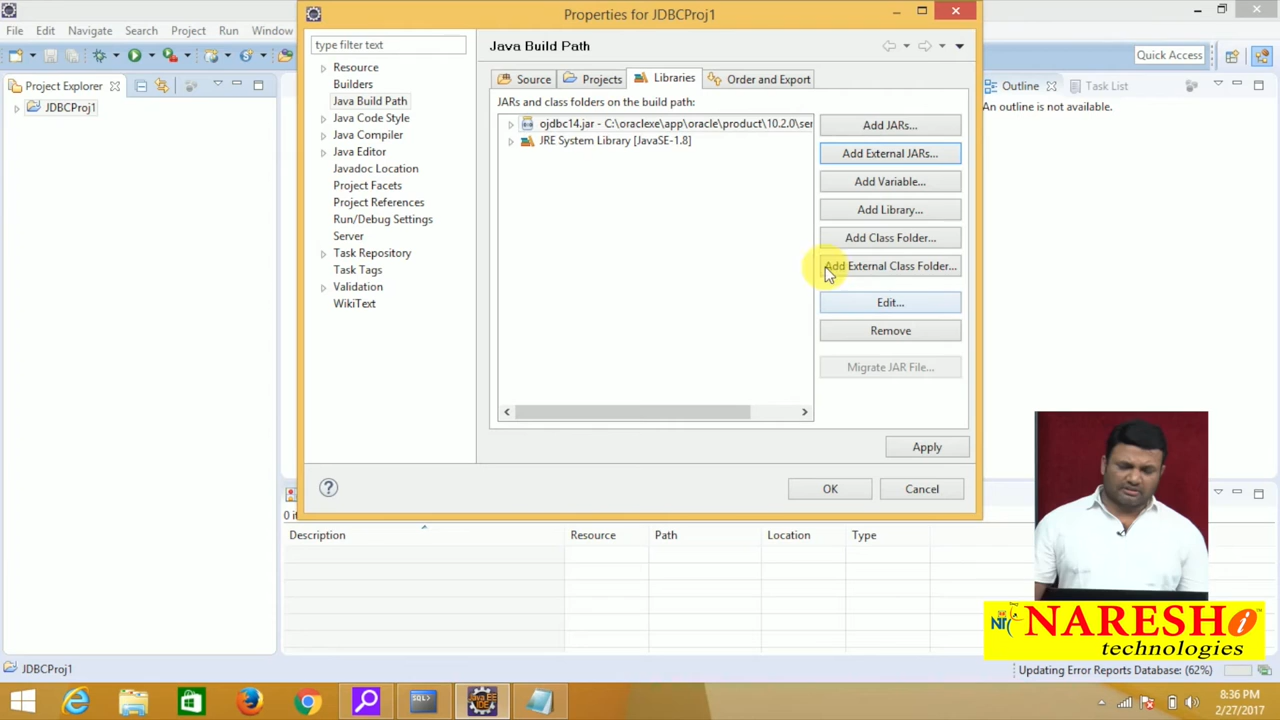 Properties for JDBCProj1
File Edit Navigate Search Project Run Window
Quick Access
Project Explorer
JDBCProj1
type filter text
Resource
Builders
Java Build Path
Java Code Style
Java Compiler
Java Editor
Javadoc Location
Project Facets
Project References
Run/Debug Settings
Server
Task Repository
Task Tags
Validation
WikiText
Java Build Path
Source Projects Libraries Order and Export
JARs and class folders on the build path:
ojdbc14.jar - C:\oraclexe\app\oracle\product\10.2.0\ser
JRE System Library [JavaSE-1.8]
Add JARs...
Add External JARs...
Add Variable...
Add Library...
Add Class Folder...
Add External Class Folder...
Edit...
Remove
Migrate JAR File...
Apply
OK Cancel
Outline Task List
An outline is not available.
0 i
Description Resource Path Location Type
NT
NARESH i
technologies
JDBCProj1
Updating Error Reports Database: (62%)
SQL>
Java EE
IDE
8:36 PM
2/27/2017